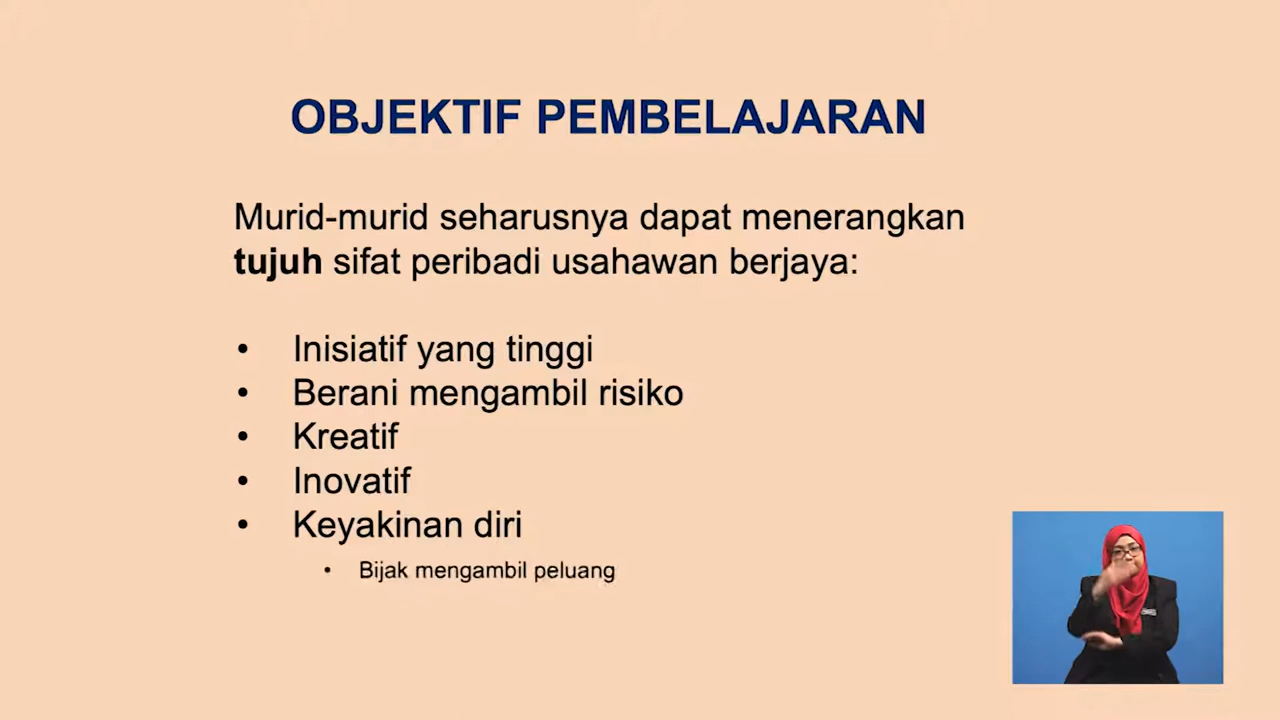 OBJEKTIF PEMBELAJARAN
Murid-murid seharusnya dapat menerangkan
tujuh sifat peribadi usahawan berjaya:
• Inisiatif yang tinggi
• Berani mengambil risiko
• Kreatif
• Inovatif
• Keyakinan diri
• Bijak mengambil peluang